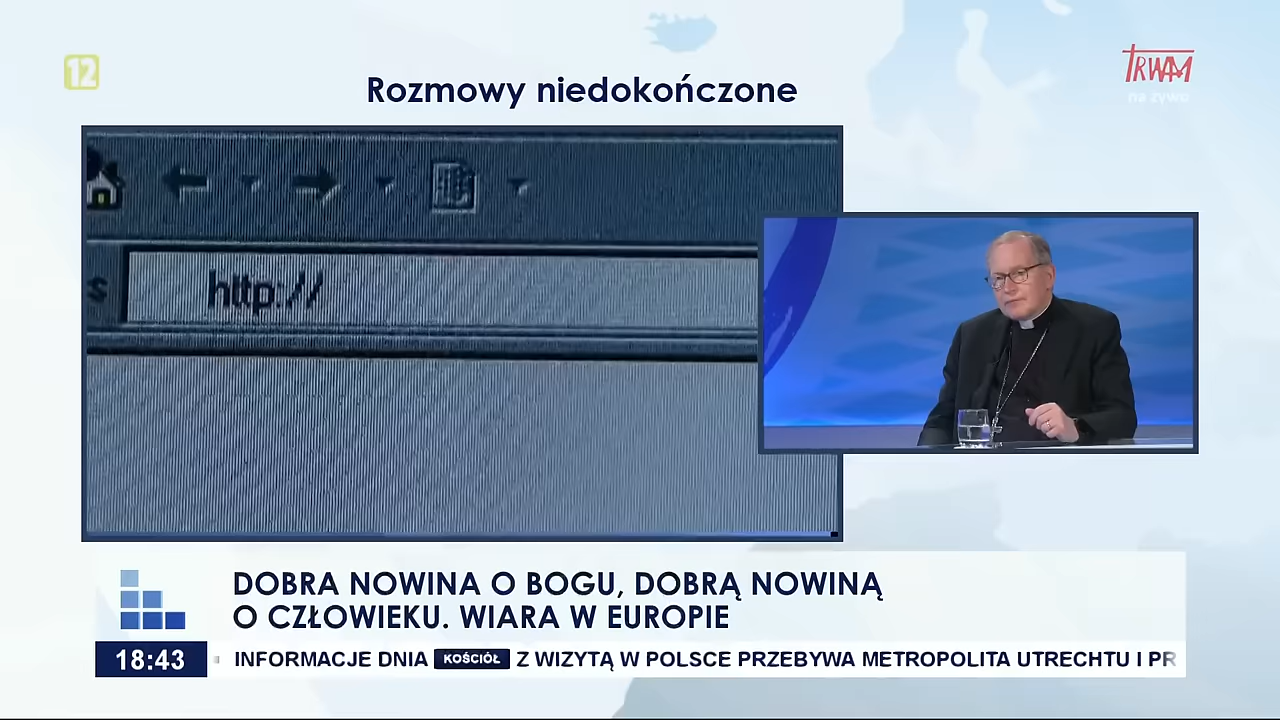 12
TRWAM
na żywo
Rozmowy niedokończone
s
http://
DOBRA NOWINA O BOGU, DOBRĄ NOWINĄ
O CZŁOWIEKU. WIARA W EUROPIE
18:43 INFORMACJE DNIA KOŚCIÓŁ Z WIZYTĄ W POLSCE PRZEBYWA METROPOLITA UTRECHTU I PR